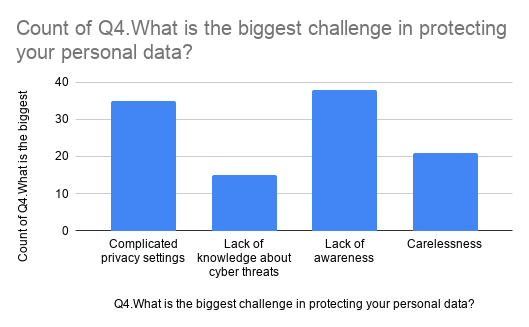 Count of Q4.What is the biggest challenge in protecting
your personal data?
Count of Q4.What is the biggest
40
30
20
10
0
Complicated
privacy settings
Lack of
knowledge about
cyber threats
Lack of
awareness
Carelessness
Q4.What is the biggest challenge in protecting your personal data?